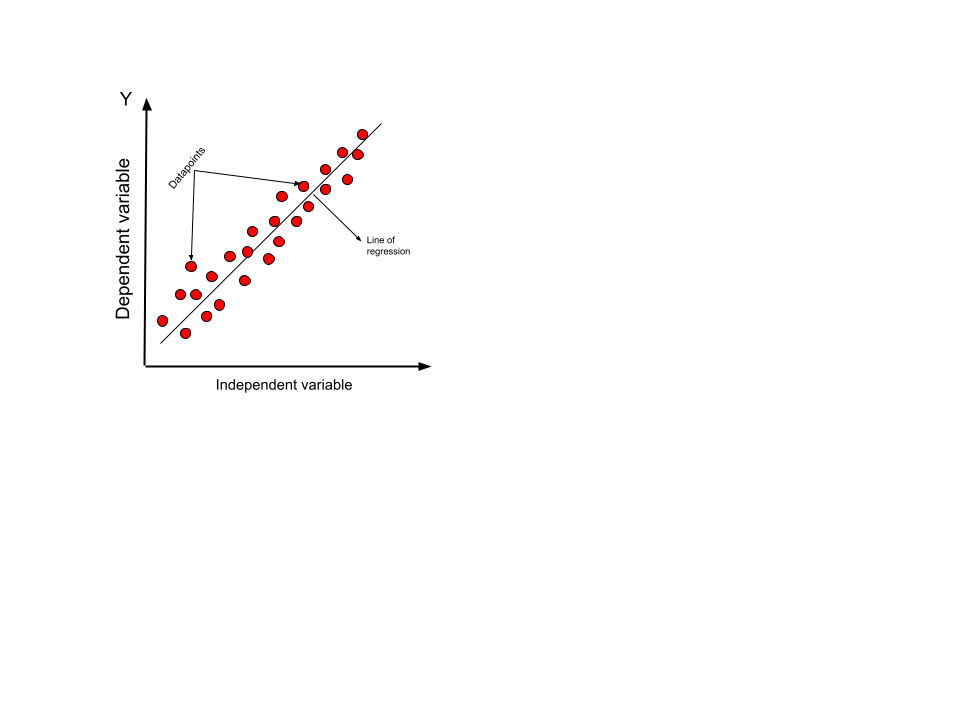 Y
Dependent variable
Datapoints
Line of
regression
Independent variable